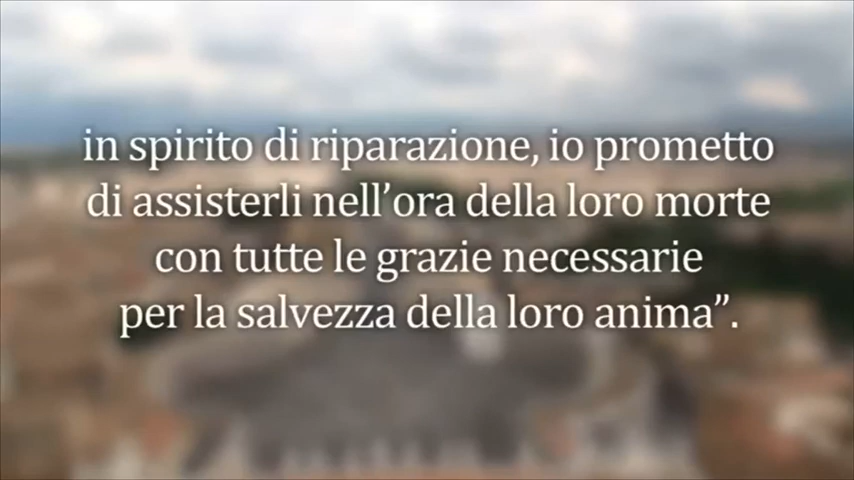 in spirito di riparazione, io prometto
di assisterli nell’ora della loro morte
con tutte le grazie necessarie
per la salvezza della loro anima”.